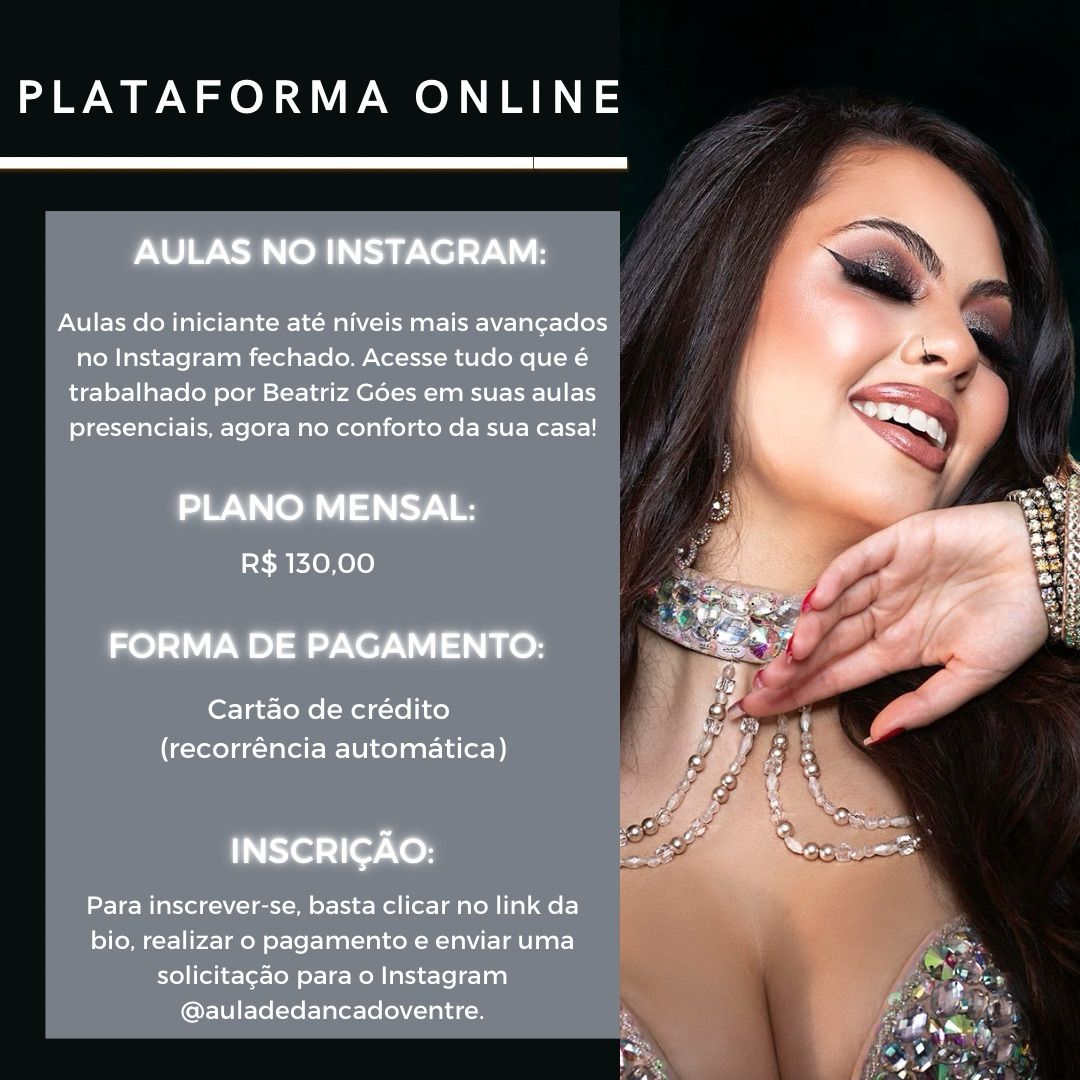 PLATAFORMA ONLINE
AULAS NO INSTAGRAM:
Aulas do iniciante até níveis mais avançados
no Instagram fechado. Acesse tudo que é
trabalhado por Beatriz Góes em suas aulas
presenciais, agora no conforto da sua casa!
PLANO MENSAL:
R$ 130,00
FORMA DE PAGAMENTO:
Cartão de crédito
(recorrência automática)
INSCRIÇÃO:
Para inscrever-se, basta clicar no link da
bio, realizar o pagamento e enviar uma
solicitação para o Instagram
@auladedancadoventre.